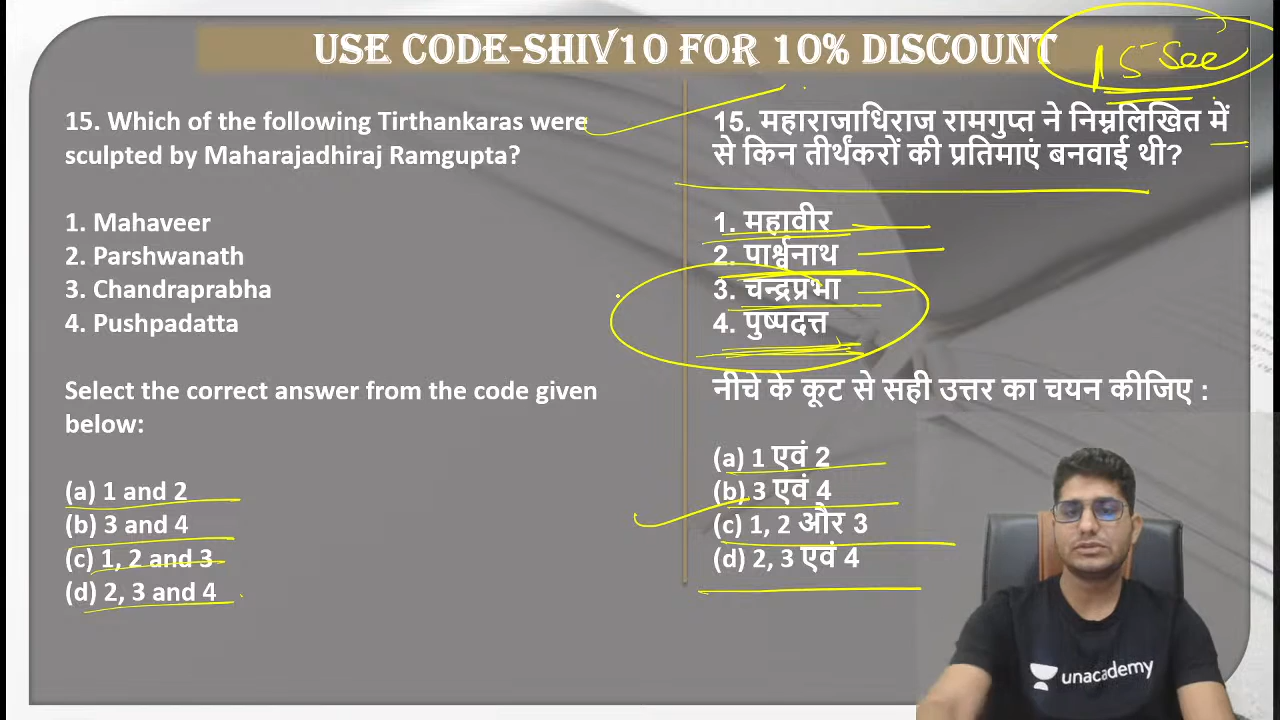 USE CODE-SHIV10 FOR 10% DISCOUNT
15 See
15. Which of the following Tirthankaras were
sculpted by Maharajadhiraj Ramgupta?
1. Mahaveer
2. Parshwanath
3. Chandraprabha
4. Pushpadatta
Select the correct answer from the code given
below:
(a) 1 and 2
(b) 3 and 4
(c) 1, 2 and 3
(d) 2, 3 and 4
15. महाराजाधिराज रामगुप्त ने निम्नलिखित में
से किन तीर्थंकरों की प्रतिमाएं बनवाई थी?
1. महावीर
2. पार्श्वनाथ
3. चन्द्रप्रभा
4. पुष्पदत्त
नीचे के कूट से सही उत्तर का चयन कीजिए :
(a) 1 एवं 2
(b) 3 एवं 4
(c) 1, 2 और 3
(d) 2, 3 एवं 4
unacademy